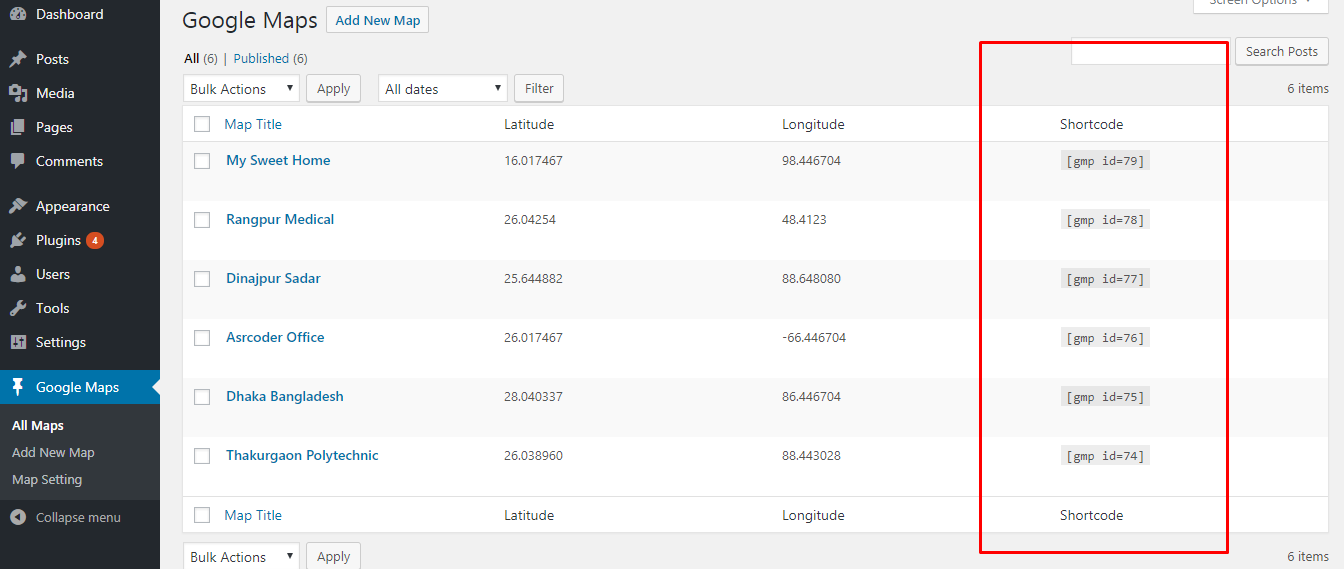 Dashboard
Posts
Media
Pages
Comments
Appearance
Plugins 4
Users
Tools
Settings
Google Maps
All Maps
Add New Map
Map Setting
Collapse menu
Screen Options
Google Maps Add New Map
All (6) | Published (6)
Search Posts
Bulk Actions Apply All dates Filter 6 items
Map Title Latitude Longitude Shortcode
My Sweet Home 16.017467 98.446704 [gmp id=79]
Rangpur Medical 26.04254 48.4123 [gmp id=78]
Dinajpur Sadar 25.644882 88.648080 [gmp id=77]
Asrcoder Office 26.017467 -66.446704 [gmp id=76]
Dhaka Bangladesh 28.040337 86.446704 [gmp id=75]
Thakurgaon Polytechnic 26.038960 88.443028 [gmp id=74]
Map Title Latitude Longitude Shortcode
Bulk Actions Apply 6 items